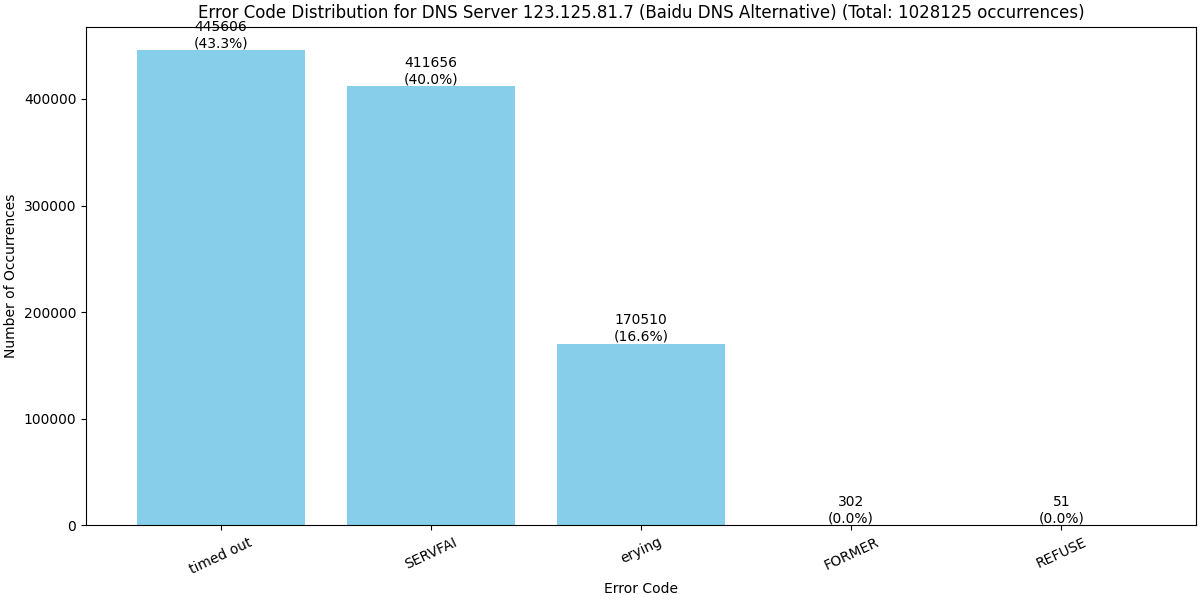 Error Code Distribution for DNS Server 123.125.81.7 (Baidu DNS Alternative) (Total: 1028125 occurrences)
445606
(43.3%)
411656
(40.0%)
170510
(16.6%)
302
(0.0%)
51
(0.0%)
400000
300000
200000
100000
0
Number of Occurrences
timed out
SERVFAI
erying
FORMER
REFUSE
Error Code